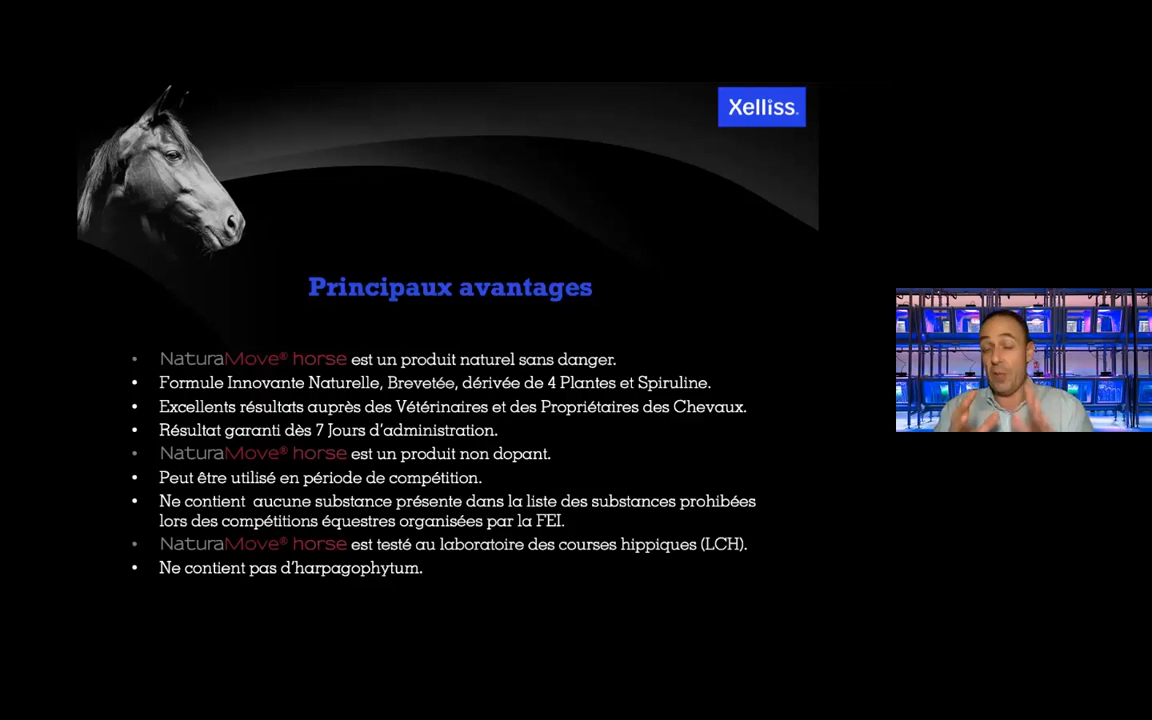 Xelliss.
Principaux avantages
• NaturaMove® horse est un produit naturel sans danger.
• Formule Innovante Naturelle, Brevetée, dérivée de 4 Plantes et Spiruline.
• Excellents résultats auprès des Vétérinaires et des Propriétaires des Chevaux.
• Résultat garanti dès 7 Jours d’administration.
• NaturaMove® horse est un produit non dopant.
• Peut être utilisé en période de compétition.
• Ne contient aucune substance présente dans la liste des substances prohibées
lors des compétitions équestres organisées par la FEI.
• NaturaMove® horse est testé au laboratoire des courses hippiques (LCH).
• Ne contient pas d’harpagophytum.